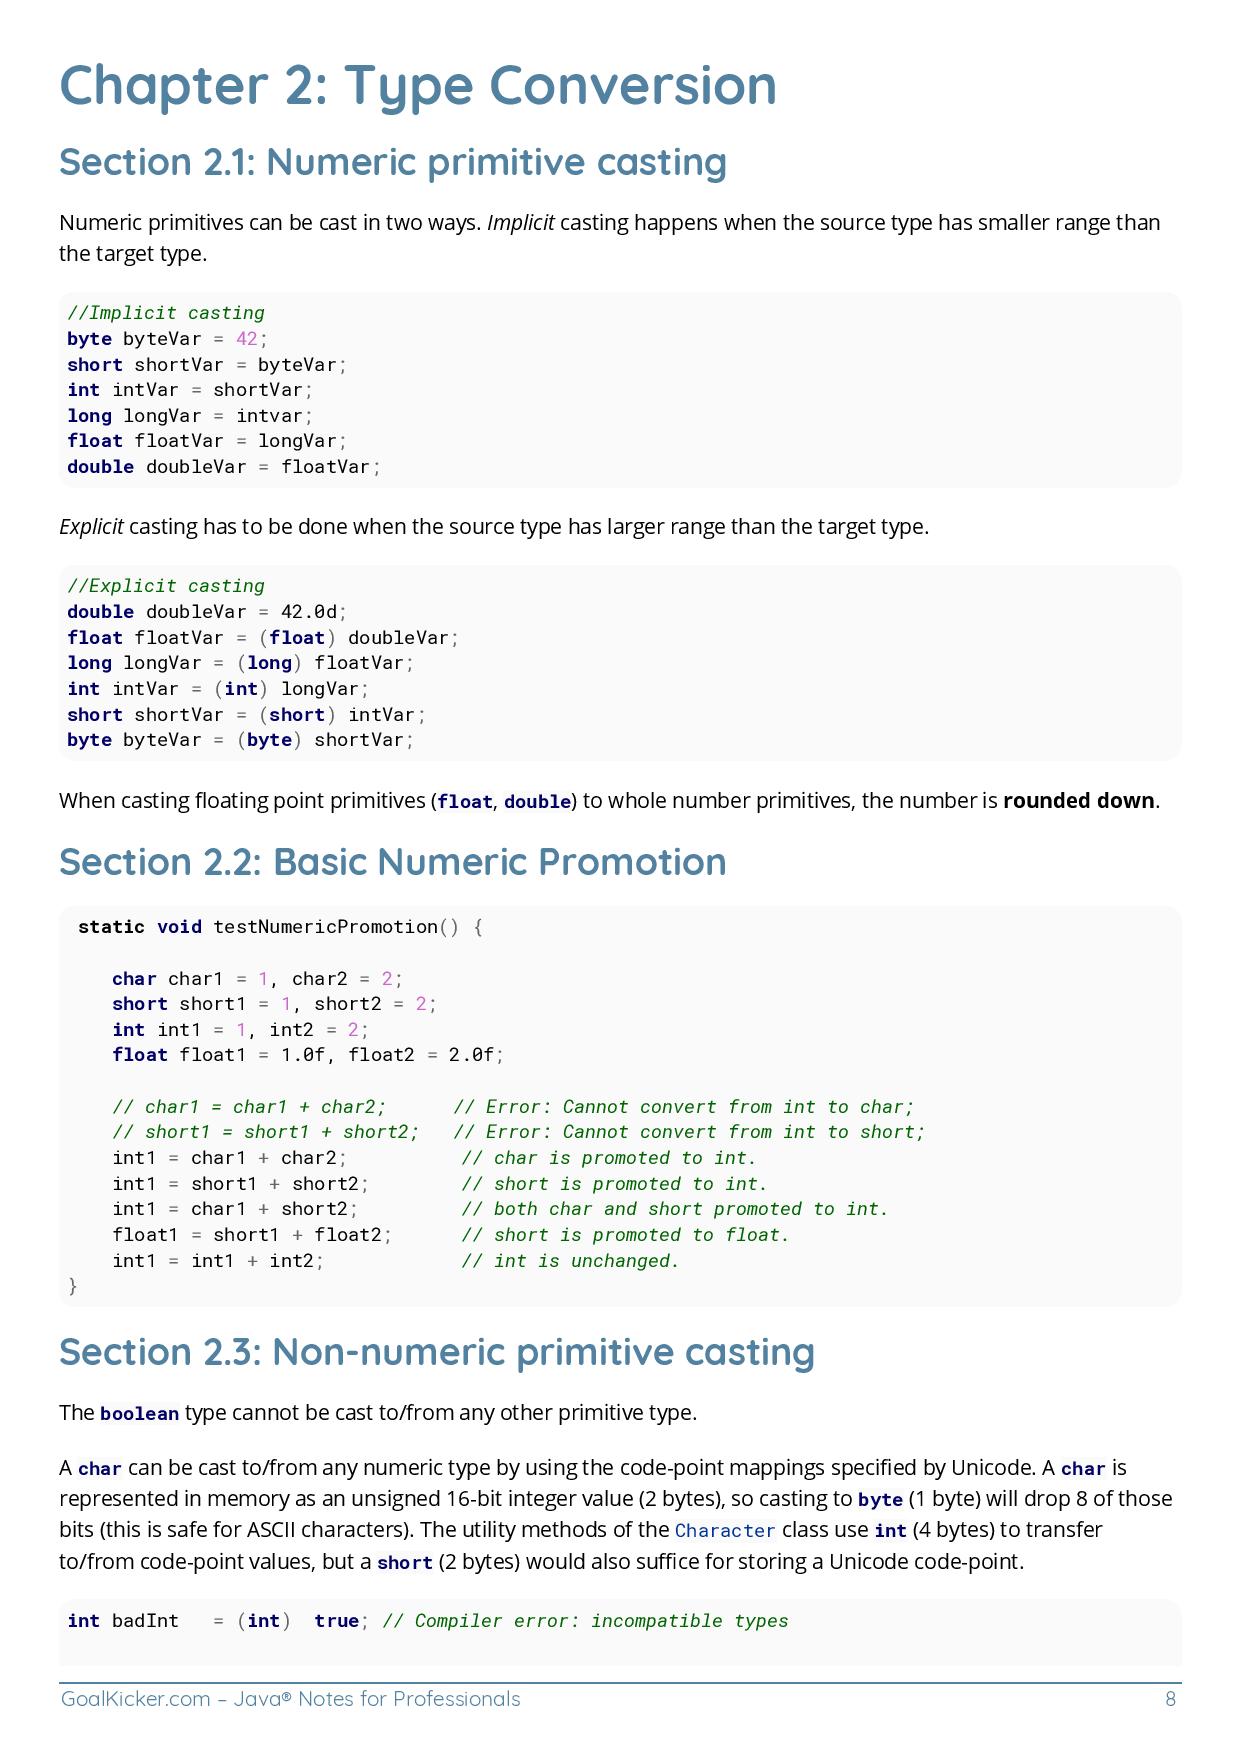 Chapter 2: Type Conversion
Section 2.1: Numeric primitive casting
Numeric primitives can be cast in two ways. Implicit casting happens when the source type has smaller range than
the target type.
//Implicit casting
byte byteVar = 42;
short shortVar = byteVar;
int intVar = shortVar;
long longVar = intvar;
float floatVar = longVar;
double doubleVar = floatVar;
Explicit casting has to be done when the source type has larger range than the target type.
//Explicit casting
double doubleVar = 42.0d;
float floatVar = (float) doubleVar;
long longVar = (long) floatVar;
int intVar = (int) longVar;
short shortVar = (short) intVar;
byte byteVar = (byte) shortVar;
When casting floating point primitives (float, double) to whole number primitives, the number is rounded down.
Section 2.2: Basic Numeric Promotion
static void testNumericPromotion() {
char char1 = 1, char2 = 2;
short short1 = 1, short2 = 2;
int int1 = 1, int2 = 2;
float float1 = 1.0f, float2 = 2.0f;
// char1 = char1 + char2;      // Error: Cannot convert from int to char;
// short1 = short1 + short2;   // Error: Cannot convert from int to short;
int1 = char1 + char2;          // char is promoted to int.
int1 = short1 + short2;        // short is promoted to int.
int1 = char1 + short2;         // both char and short promoted to int.
float1 = short1 + float2;      // short is promoted to float.
int1 = int1 + int2;            // int is unchanged.
}
Section 2.3: Non-numeric primitive casting
The boolean type cannot be cast to/from any other primitive type.
A char can be cast to/from any numeric type by using the code-point mappings specified by Unicode. A char is
represented in memory as an unsigned 16-bit integer value (2 bytes), so casting to byte (1 byte) will drop 8 of those
bits (this is safe for ASCII characters). The utility methods of the Character class use int (4 bytes) to transfer
to/from code-point values, but a short (2 bytes) would also suffice for storing a Unicode code-point.
int badInt   = (int)  true; // Compiler error: incompatible types
GoalKicker.com – Java® Notes for Professionals 8